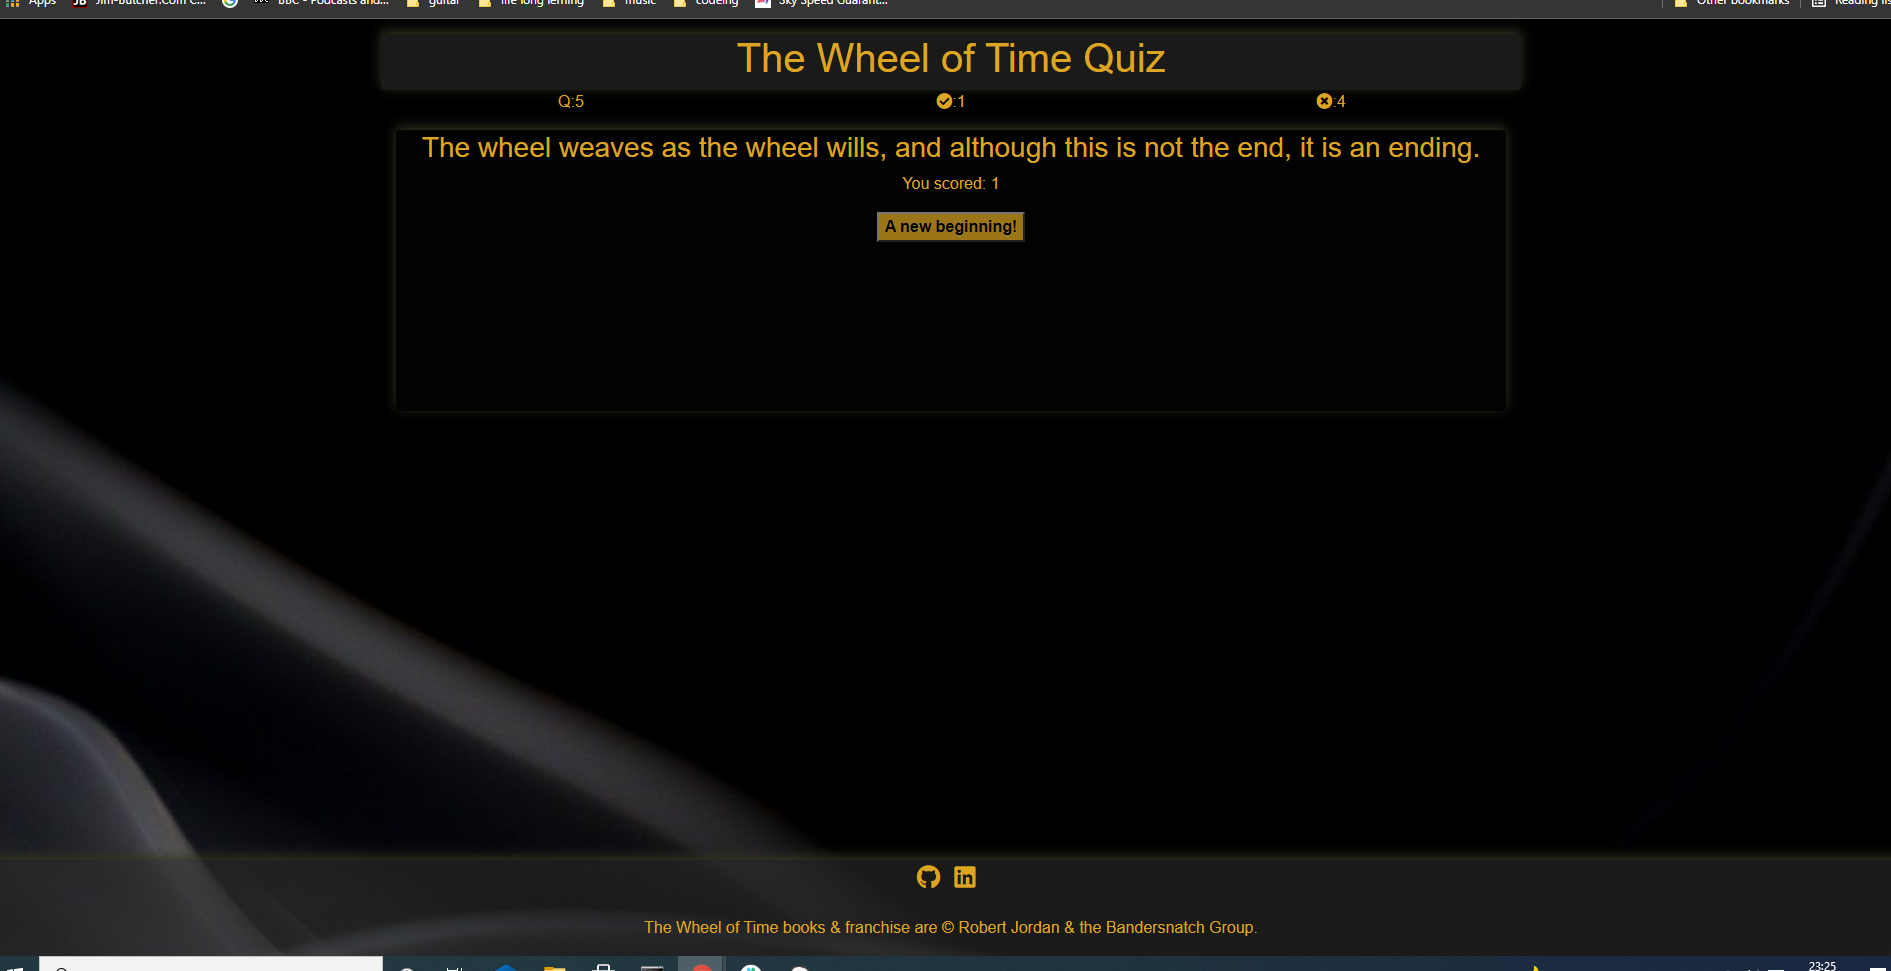 Apps Jim-Butcher.Com C... BBC - Podcasts and... guitar life long lerning music codeing Sky Speed Guarant... Other bookmarks Reading lis
The Wheel of Time Quiz
Q:5 :1 :4
The wheel weaves as the wheel wills, and although this is not the end, it is an ending.
You scored: 1
A new beginning!
The Wheel of Time books & franchise are © Robert Jordan & the Bandersnatch Group.
23:25